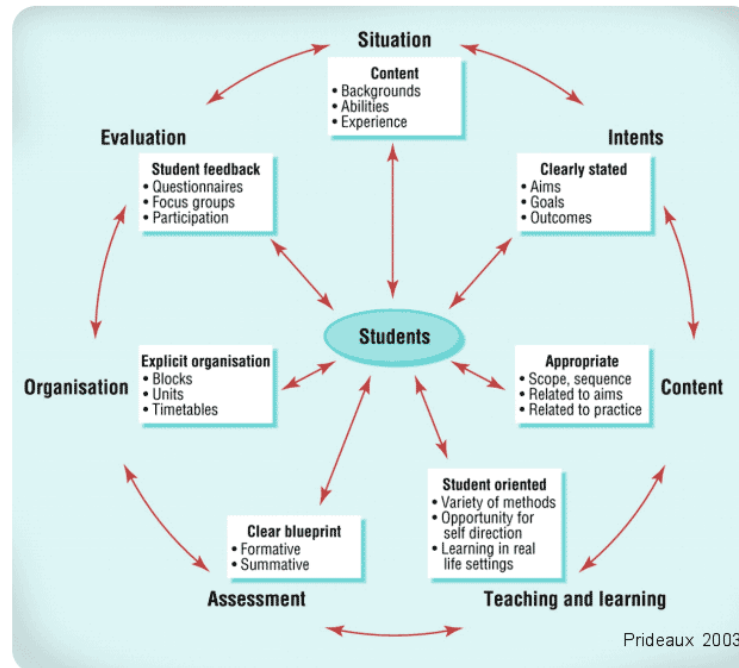 Situation
Content
• Backgrounds
• Abilities
• Experience
Evaluation
Student feedback
• Questionnaires
• Focus groups
• Participation
Intents
Clearly stated
• Aims
• Goals
• Outcomes
Students
Organisation
Explicit organisation
• Blocks
• Units
• Timetables
Appropriate
• Scope, sequence
• Related to aims
• Related to practice
Content
Clear blueprint
• Formative
• Summative
Assessment
Student oriented
• Variety of methods
• Opportunity for
self direction
• Learning in real
life settings
Teaching and learning
Prideaux 2003